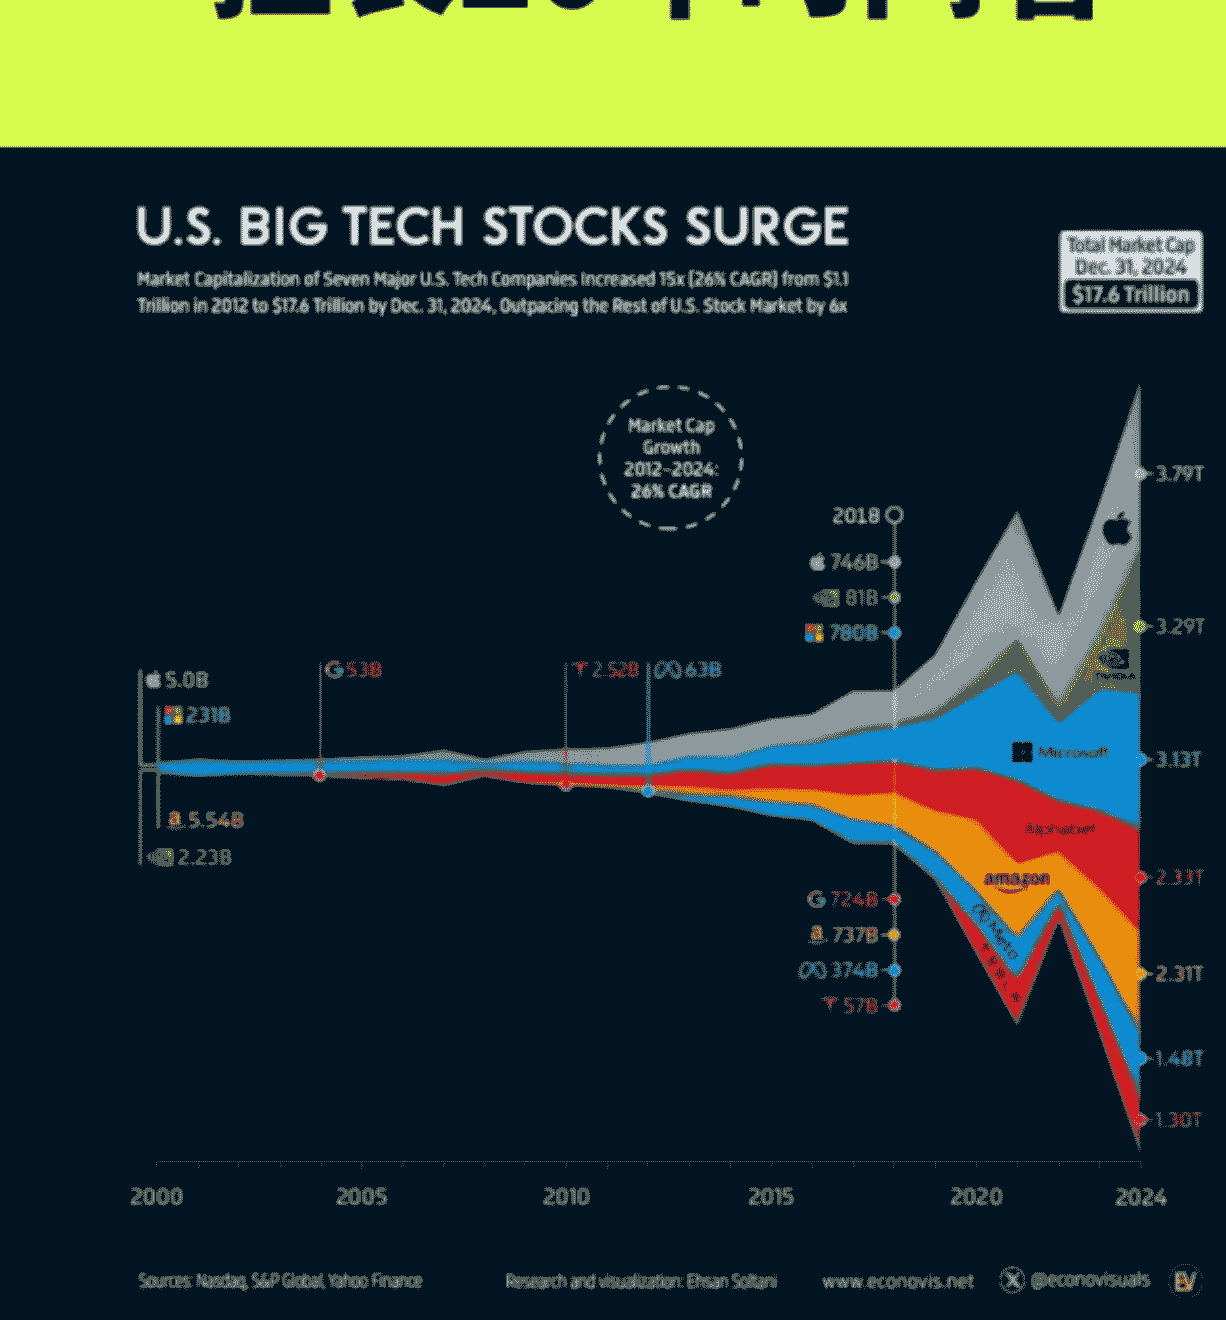 U.S. BIG TECH STOCKS SURGE
Market Capitalization of Seven Major U.S. Tech Companies Increased 15x (26% CAGR) from $1.1
Trillion in 2012 to $17.6 Trillion by Dec. 31, 2024, Outpacing the Rest of U.S. Stock Market by 6x
Total Market Cap
Dec. 31, 2024
$17.6 Trillion
Market Cap
Growth
2012-2024:
26% CAGR
2018
746B
81B
780B
5.0B
231B
53B
2.52B
63B
5.54B
2.23B
724B
737B
374B
57B
3.79T
3.29T
3.13T
2.33T
2.31T
1.48T
1.30T
NVIDIA
Microsoft
Alphabet
amazon
Meta
2000 2005 2010 2015 2020 2024
Sources: Nasdaq, S&P Global, Yahoo Finance Research and visualization: Ehsan Soltani www.econovis.net @econovisuals EV